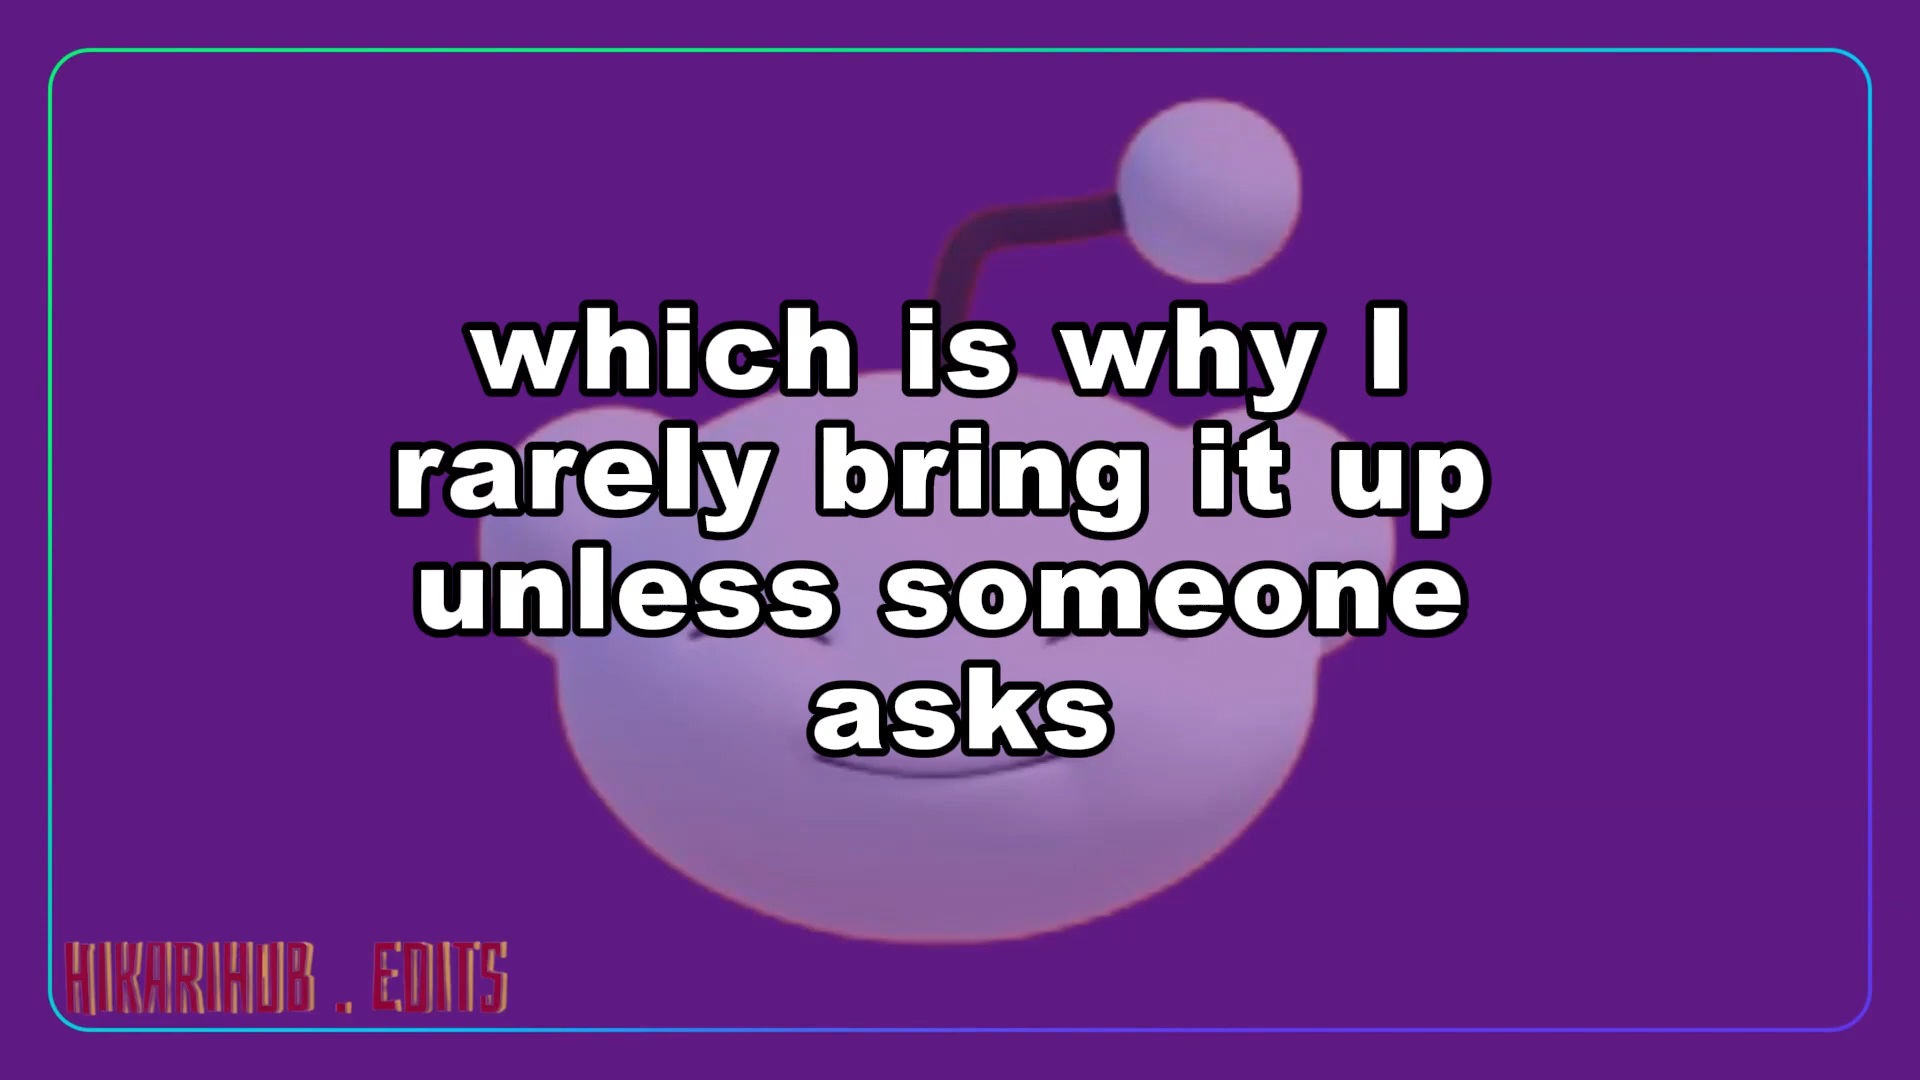 which is why I
rarely bring it up
unless someone
asks
HIKARIHUB . EDITS